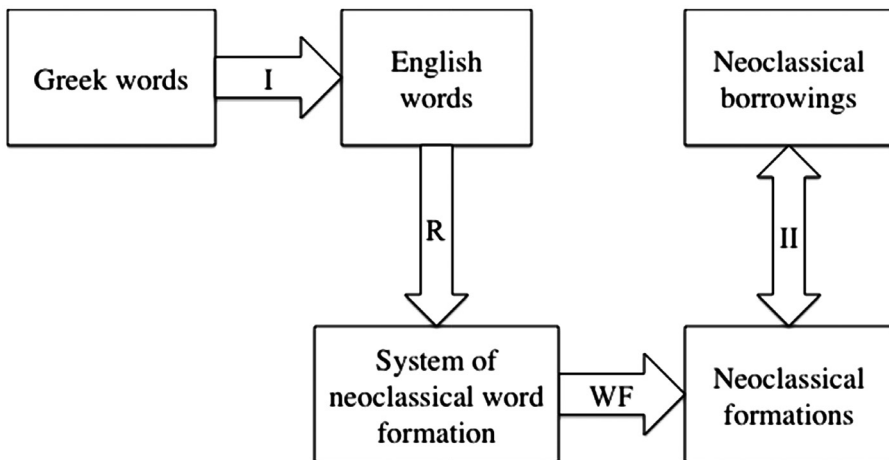 Greek words
I
English
words
Neoclassical
borrowings
R
II
System of
neoclassical word
formation
WF
Neoclassical
formations